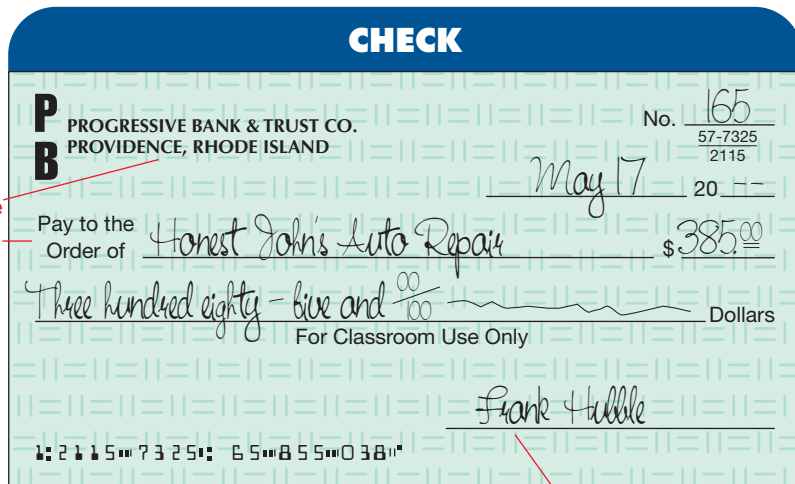 CHECK
P B
PROGRESSIVE BANK & TRUST CO.
PROVIDENCE, RHODE ISLAND
No. 165
57-7325
2115
May 17 20 --
Pay to the
Order of Honest John's Auto Repair $ 385.00
Three hundred eighty-five and 00/100 Dollars
For Classroom Use Only
Frank Hubble
⑆2115⑉7325⑆ 65⑉855⑉038⑈